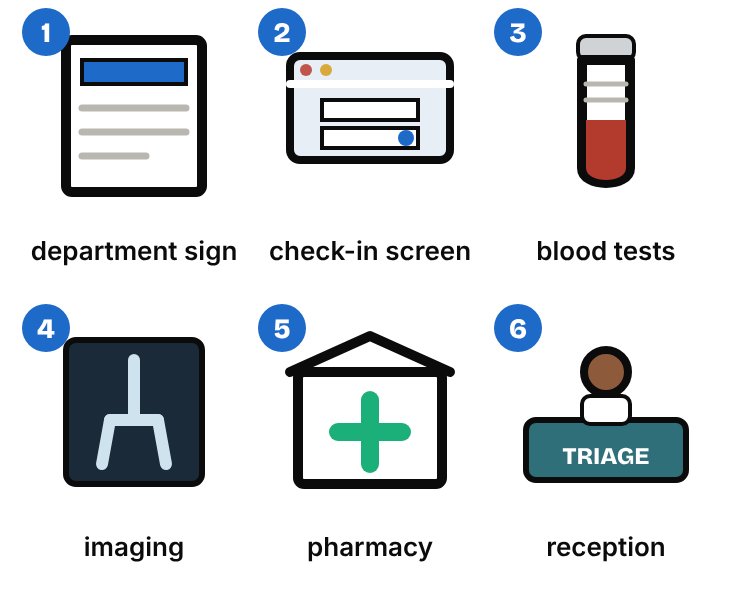 1
2
3
department sign
check-in screen
blood tests
4
5
6
TRIAGE
imaging
pharmacy
reception